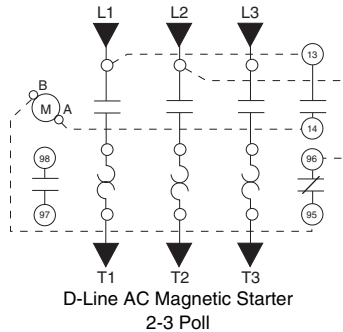 L1 L2 L3
13
B
M A
14
98 96
97 95
T1 T2 T3
D-Line AC Magnetic Starter
2-3 Poll